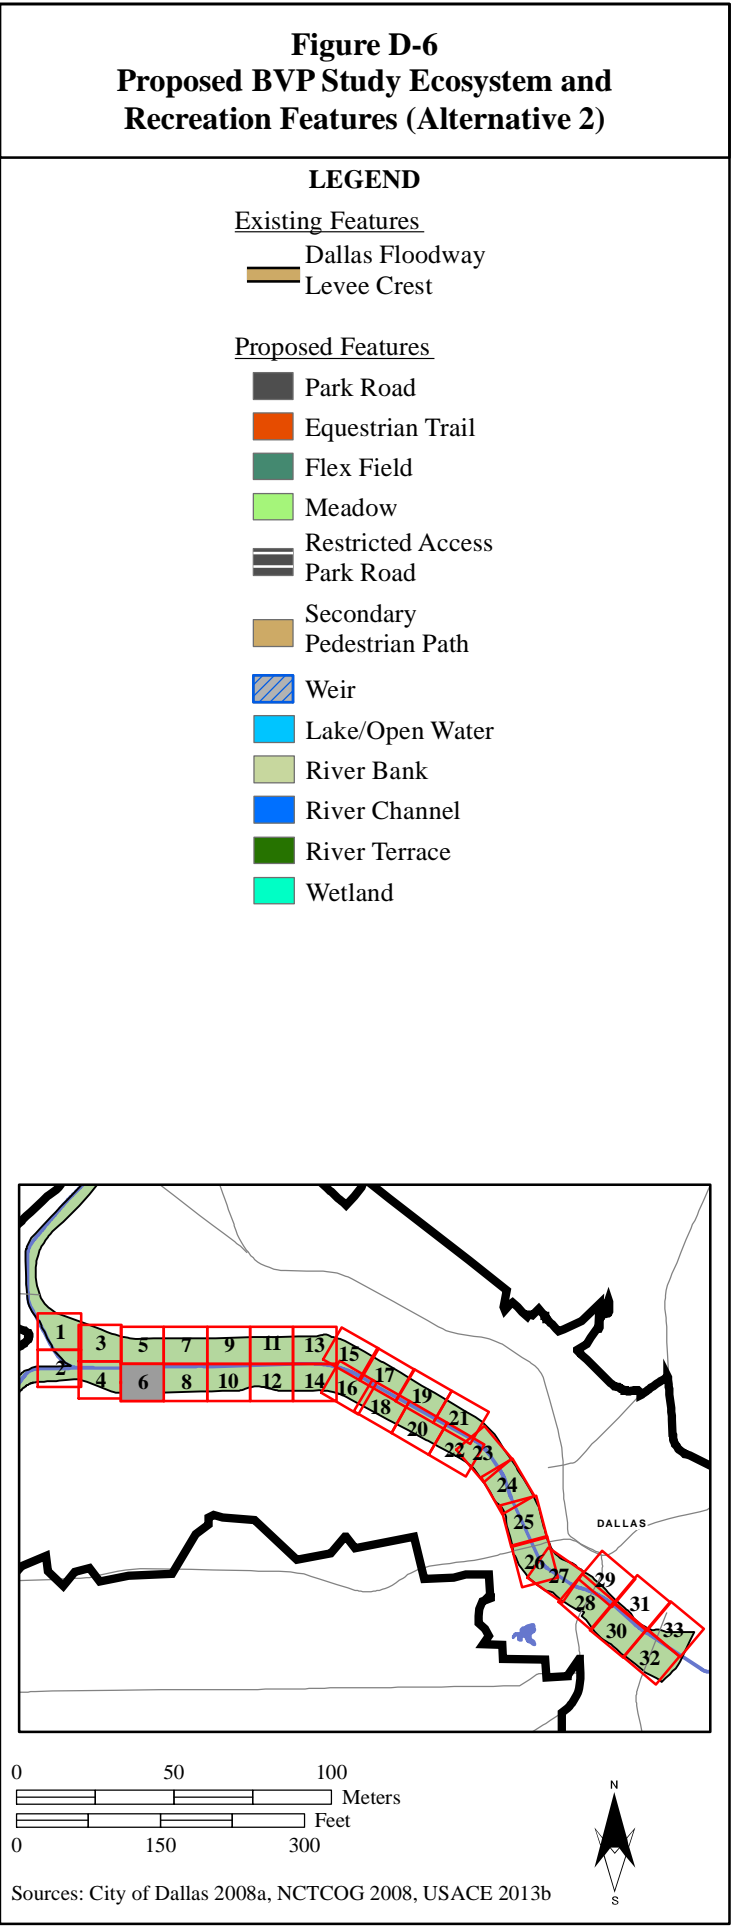 Figure D-6
Proposed BVP Study Ecosystem and
Recreation Features (Alternative 2)
LEGEND
Existing Features
Dallas Floodway
Levee Crest
Proposed Features
Park Road
Equestrian Trail
Flex Field
Meadow
Restricted Access
Park Road
Secondary
Pedestrian Path
Weir
Lake/Open Water
River Bank
River Channel
River Terrace
Wetland
1 3 5 7 9 11 13 15
2 4 6 8 10 12 14 16 17
18 19
20 21
22 23
24
25
DALLAS
26 27 29
28 31
30 33
32
0 50 100
Meters
Feet
0 150 300
N
S
Sources: City of Dallas 2008a, NCTCOG 2008, USACE 2013b